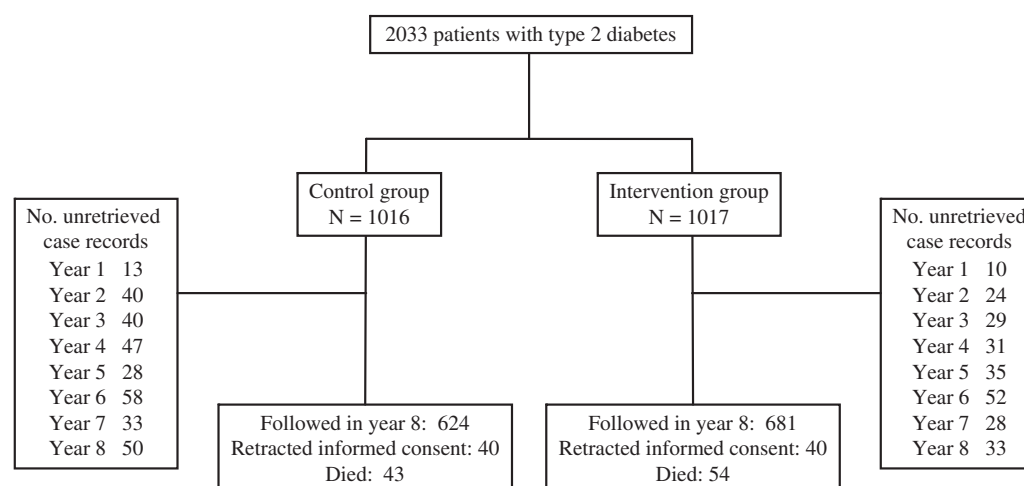 2033 patients with type 2 diabetes
Control group
N = 1016
Intervention group
N = 1017
No. unretrieved
case records
Year 1 13
Year 2 40
Year 3 40
Year 4 47
Year 5 28
Year 6 58
Year 7 33
Year 8 50
No. unretrieved
case records
Year 1 10
Year 2 24
Year 3 29
Year 4 31
Year 5 35
Year 6 52
Year 7 28
Year 8 33
Followed in year 8: 624
Retracted informed consent: 40
Died: 43
Followed in year 8: 681
Retracted informed consent: 40
Died: 54